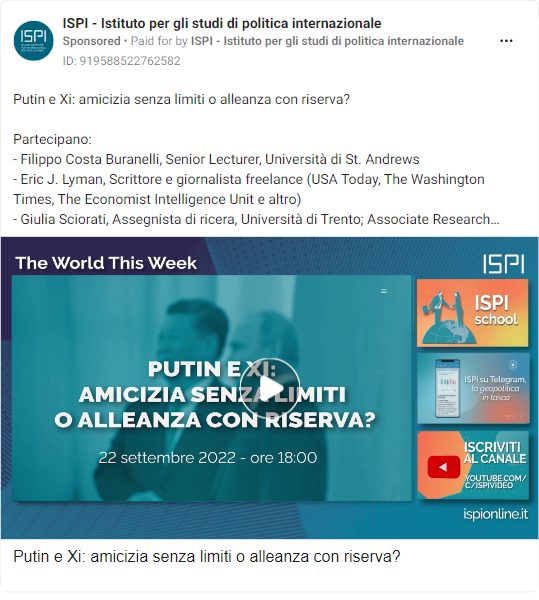 ISPI - Istituto per gli studi di politica internazionale
Sponsored • Paid for by ISPI - Istituto per gli studi di politica internazionale
ID: 919588522762582
Putin e Xi: amicizia senza limiti o alleanza con riserva?
Partecipano:
- Filippo Costa Buranelli, Senior Lecturer, Università di St. Andrews
- Eric J. Lyman, Scrittore e giornalista freelance (USA Today, The Washington
Times, The Economist Intelligence Unit e altro)
- Giulia Sciorati, Assegnista di ricera, Università di Trento; Associate Research...
The World This Week
ISPI
PUTIN E XI:
AMICIZIA SENZA LIMITI
O ALLEANZA CON RISERVA?
22 settembre 2022 - ore 18:00
ISPI
school
ISPI su Telegram,
la geopolitica
in tasca
ISCRIVITI
AL CANALE
YOUTUBE.COM/
C/ISPIVIDEO
ispionline.it
Putin e Xi: amicizia senza limiti o alleanza con riserva?